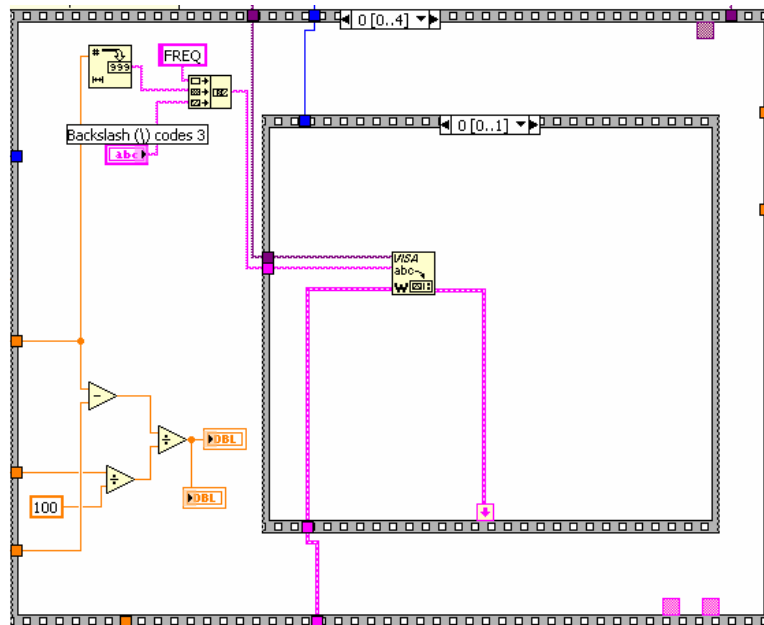 0 [0..4]
#
999
FREQ
Backslash (\) codes 3
abc
0 [0..1]
VISA
abc
W
-
÷
DBL
÷
DBL
100